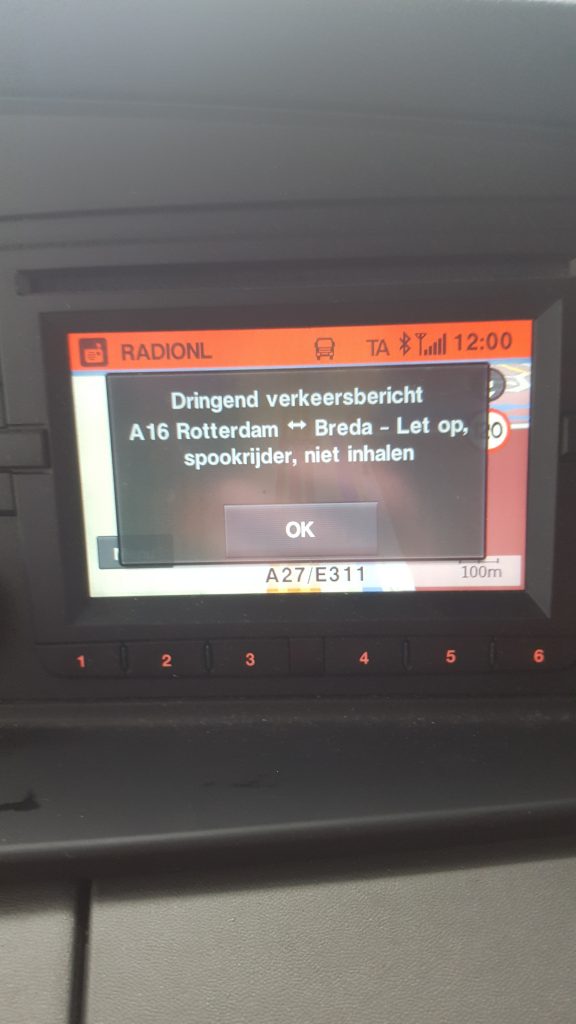 RADIONL TA 12:00
Dringend verkeersbericht
A16 Rotterdam ↔ Breda - Let op,
spookrijder, niet inhalen
OK
A27/E311
100m
1 2 3 4 5 6